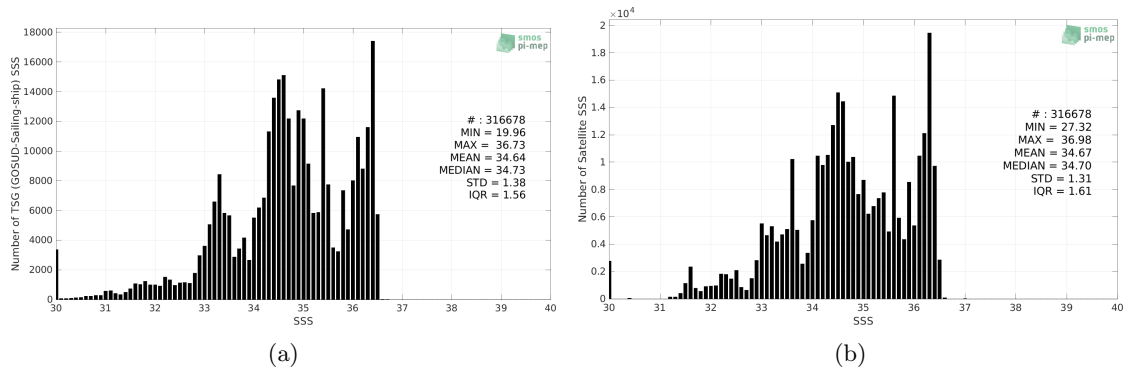 18000
16000
14000
12000
10000
8000
6000
4000
2000
0
30 31 32 33 34 35 36 37 38 39 40
SSS
Number of TSG (GOSUD-Sailing-ship) SSS
smos
pi-mep
# : 316678
MIN = 19.96
MAX = 36.73
MEAN = 34.64
MEDIAN = 34.73
STD = 1.38
IQR = 1.56
(a)
×10⁴
2
1.8
1.6
1.4
1.2
1
0.8
0.6
0.4
0.2
0
30 31 32 33 34 35 36 37 38 39 40
SSS
Number of Satellite SSS
smos
pi-mep
# : 316678
MIN = 27.32
MAX = 36.98
MEAN = 34.67
MEDIAN = 34.70
STD = 1.31
IQR = 1.61
(b)